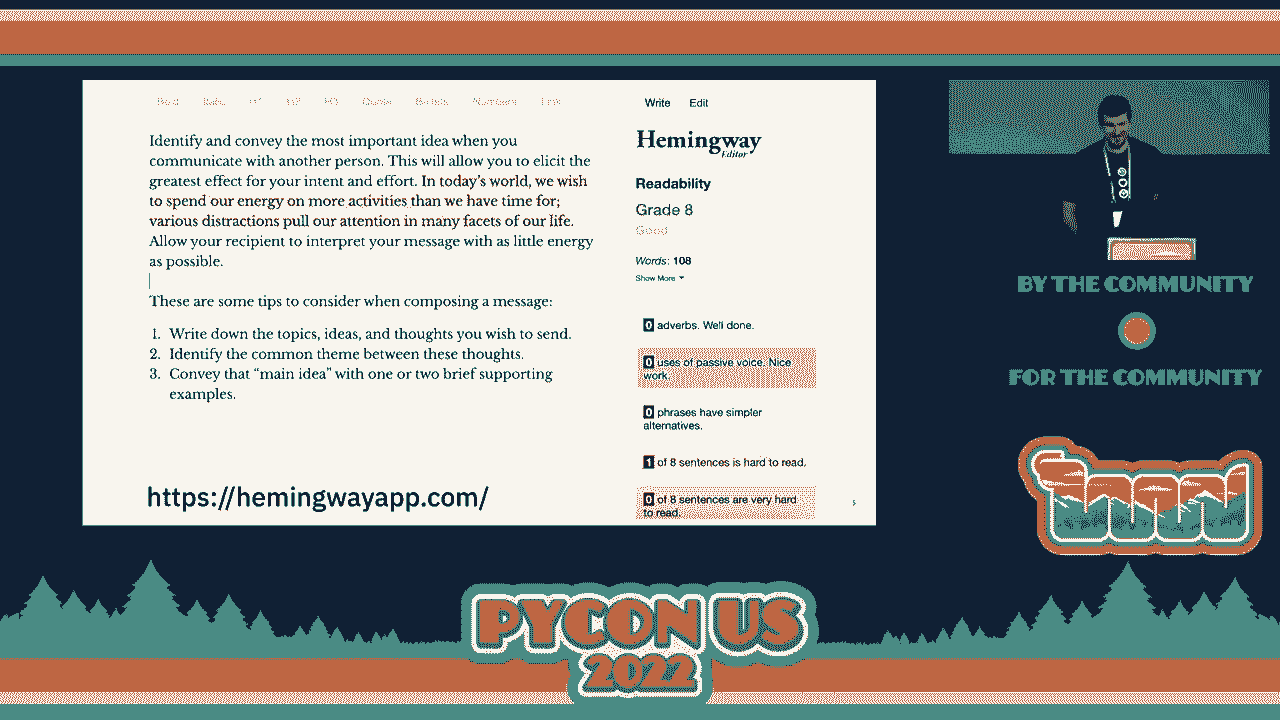 Bold Italic H1 H2 H3 Quote Bullets Numbers Link
Write Edit
Identify and convey the most important idea when you
communicate with another person. This will allow you to elicit the
greatest effect for your intent and effort. In today's world, we wish
to spend our energy on more activities than we have time for;
various distractions pull our attention in many facets of our life.
Allow your recipient to interpret your message with as little energy
as possible.
These are some tips to consider when composing a message:
1. Write down the topics, ideas, and thoughts you wish to send.
2. Identify the common theme between these thoughts.
3. Convey that “main idea” with one or two brief supporting
examples.
https://hemingwayapp.com/
Hemingway
Editor
Readability
Grade 8
Good
Words: 108
Show More
0 adverbs. Well done.
0 uses of passive voice. Nice
work.
0 phrases have simpler
alternatives.
1 of 8 sentences is hard to read.
0 of 8 sentences are very hard
to read.
5
BY THE COMMUNITY
FOR THE COMMUNITY
PYCON US
2022